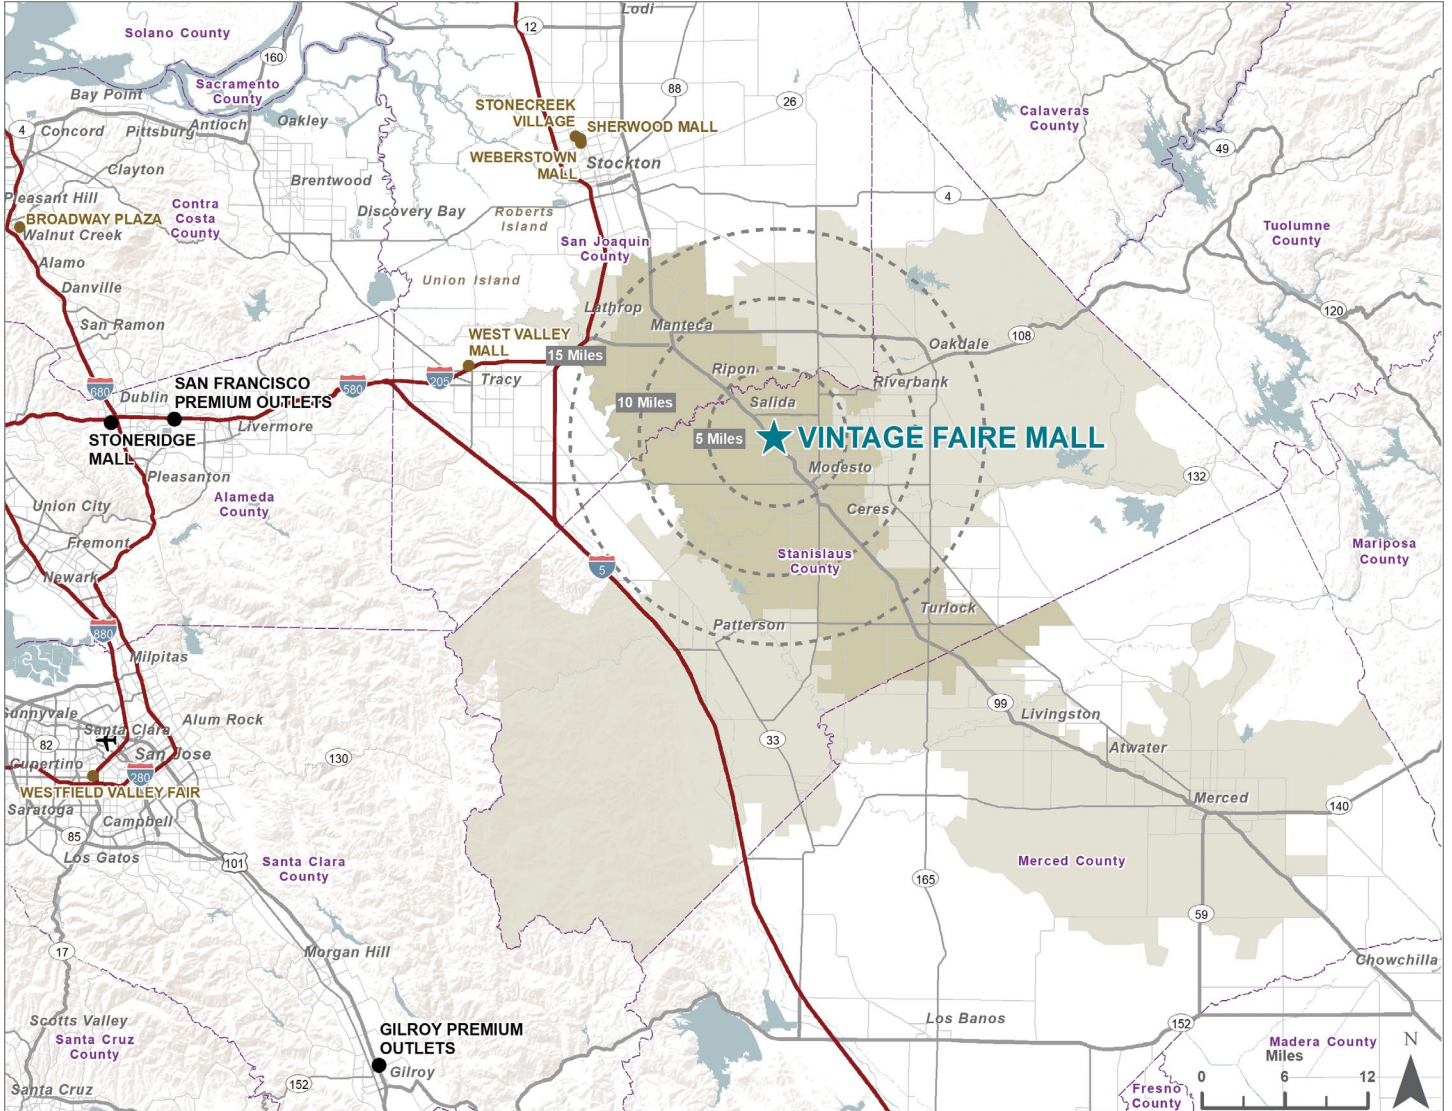 Lodi
Solano County
12
160
Sacramento
County
88
26
Bay Point
STONECREEK
VILLAGE
SHERWOOD MALL
Calaveras
County
4
Concord
Pittsburg
Antioch
Oakley
49
WEBERSTOWN
MALL
Stockton
Clayton
Brentwood
Pleasant Hill
4
Contra
Costa
County
BROADWAY PLAZA
Walnut Creek
Discovery Bay
Roberts
Island
San Joaquin
County
Tuolumne
County
Alamo
Danville
Union Island
Lathrop
120
San Ramon
Manteca
108
WEST VALLEY
MALL
Oakdale
15 Miles
Ripon
680
SAN FRANCISCO
PREMIUM OUTLETS
580
205
Tracy
Riverbank
Dublin
10 Miles
Salida
Livermore
STONERIDGE
MALL
5 Miles
VINTAGE FAIRE MALL
Modesto
Pleasanton
132
Alameda
County
Union City
Ceres
Fremont
Stanislaus
County
Mariposa
County
Newark
5
Turlock
Patterson
880
Milpitas
99
Livingston
Sunnyvale
Santa Clara
Alum Rock
82
33
Atwater
San Jose
130
Cupertino
280
WESTFIELD VALLEY FAIR
Merced
140
Saratoga
Campbell
85
Los Gatos
101
Santa Clara
County
Merced County
165
59
17
Morgan Hill
Chowchilla
Scotts Valley
Los Banos
152
GILROY PREMIUM
OUTLETS
Santa Cruz
County
Madera County
Miles
N
Gilroy
152
0 6 12
Santa Cruz
Fresno
County